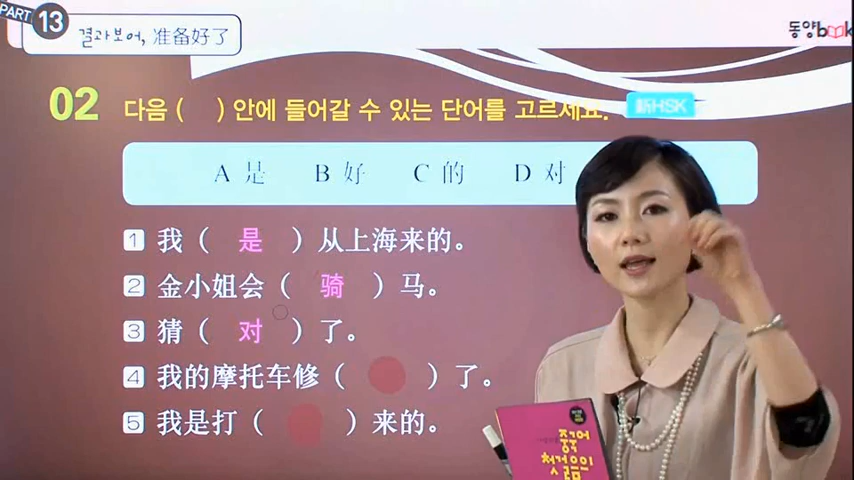 PART 13
결과보어, 准备好了
동양book
02 다음 ( ) 안에 들어갈 수 있는 단어를 고르세요. 新HSK
A 是 B 好 C 的 D 对
1 我（ 是 ）从上海来的。
2 金小姐会（ 骑 ）马。
3 猜（ 对 ）了。
4 我的摩托车修（ ）了。
5 我是打（ ）来的。
중국어
첫걸음의